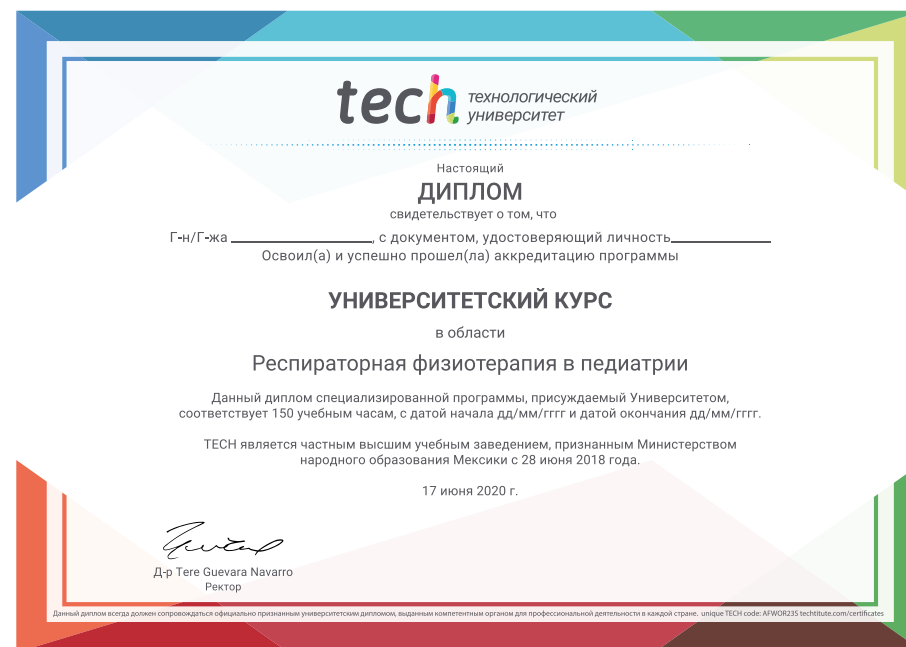 tech технологический
университет
Настоящий
ДИПЛОМ
свидетельствует о том, что
Г-н/Г-жа ____________________, с документом, удостоверяющий личность______________
Освоил(а) и успешно прошел(ла) аккредитацию программы
УНИВЕРСИТЕТСКИЙ КУРС
в области
Респираторная физиотерапия в педиатрии
Данный диплом специализированной программы, присуждаемый Университетом,
соответствует 150 учебным часам, с датой начала дд/мм/гггг и датой окончания дд/мм/гггг.
TECH является частным высшим учебным заведением, признанным Министерством
народного образования Мексики с 28 июня 2018 года.
17 июня 2020 г.
Д-р Tere Guevara Navarro
Ректор
Данный диплом всегда должен сопровождаться официально признанным университетским дипломом, выданным компетентным органом для профессиональной деятельности в каждой стране. unique TECH code: AFWOR23S techtitute.com/certificates